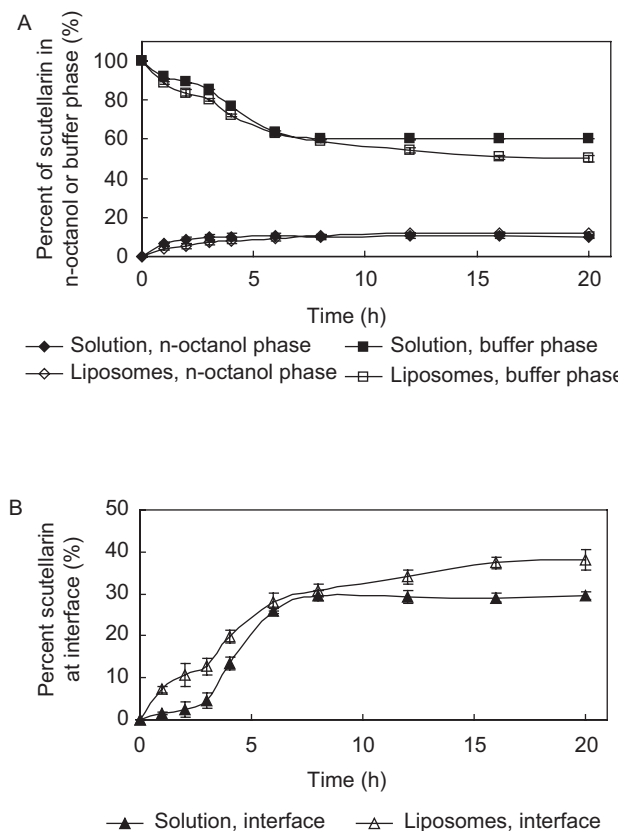 A
Percent of scutellarin in
n-octanol or buffer phase (%)
100
80
60
40
20
0
0 5 10 15 20
Time (h)
Solution, n-octanol phase Solution, buffer phase
Liposomes, n-octanol phase Liposomes, buffer phase
B
Percent scutellarin
at interface (%)
50
40
30
20
10
0
0 5 10 15 20
Time (h)
Solution, interface Liposomes, interface